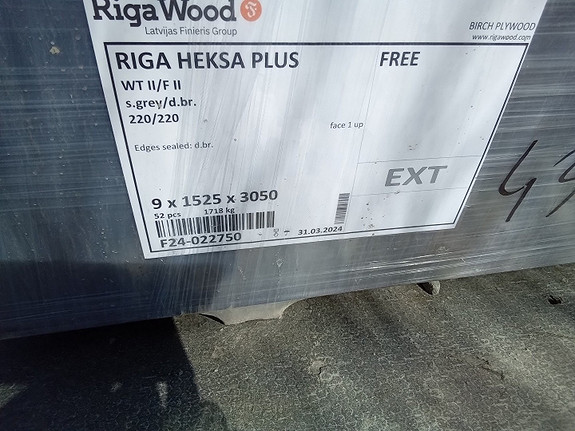 RigaWood
Latvijas Finieris Group
BIRCH PLYWOOD
www.rigawood.com
RIGA HEKSA PLUS
FREE
WT II/F II
s.grey/d.br.
220/220
face 1 up
Edges sealed: d.br.
EXT
9 x 1525 x 3050
52 pcs 1718 kg
F24-022750
31.03.2024